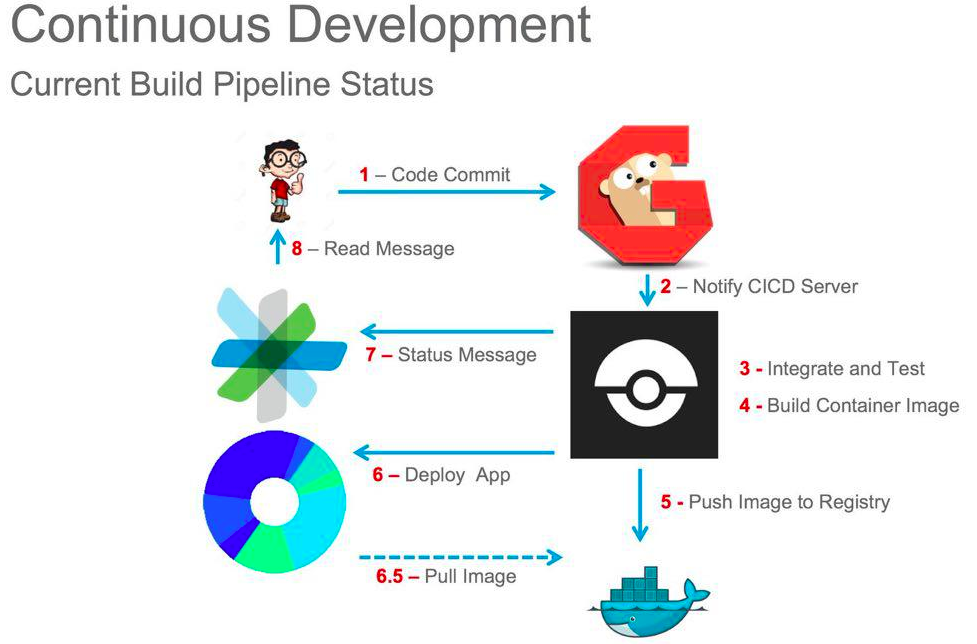 Continuous Development
Current Build Pipeline Status
1 – Code Commit
8 – Read Message
2 – Notify CICD Server
7 – Status Message
3 - Integrate and Test
4 - Build Container Image
6 – Deploy App
5 - Push Image to Registry
6.5 – Pull Image